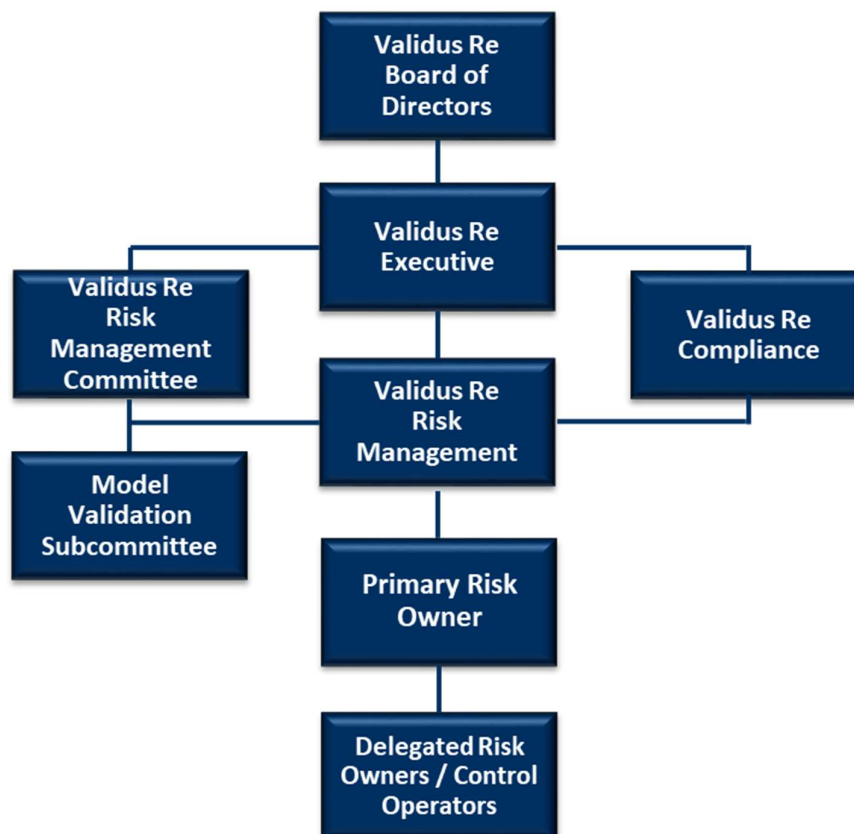 Validus Re
Board of
Directors
Validus Re
Executive
Validus Re
Risk
Management
Committee
Validus Re
Compliance
Validus Re
Risk
Management
Model
Validation
Subcommittee
Primary Risk
Owner
Delegated Risk
Owners / Control
Operators